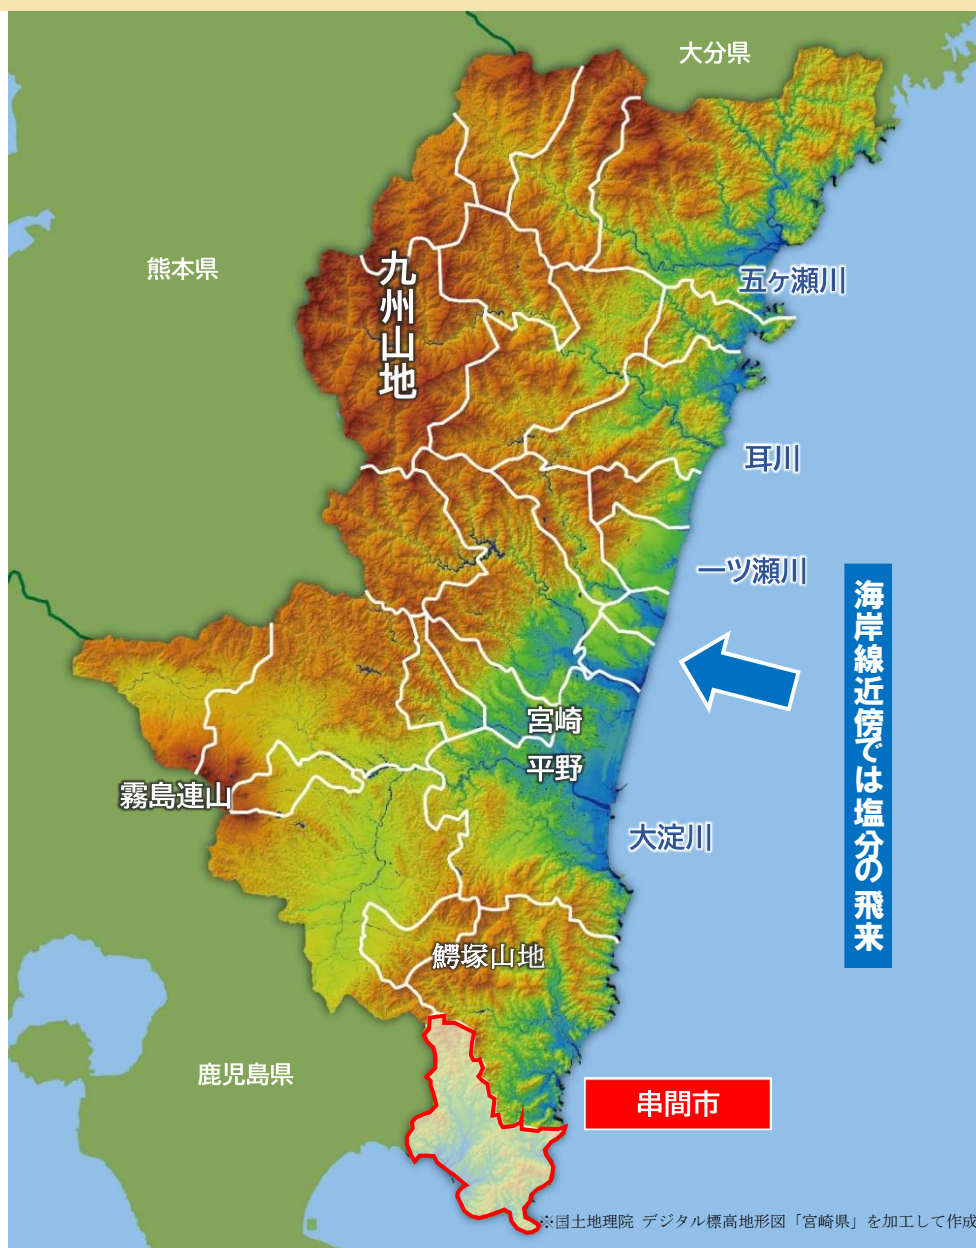 大分県
熊本県
九州山地
五ヶ瀬川
耳川
一ツ瀬川
海岸線近傍では塩分の飛来
宮崎
平野
霧島連山
大淀川
鰐塚山地
鹿児島県
串間市
※国土地理院 デジタル標高地形図「宮崎県」を加工して作成